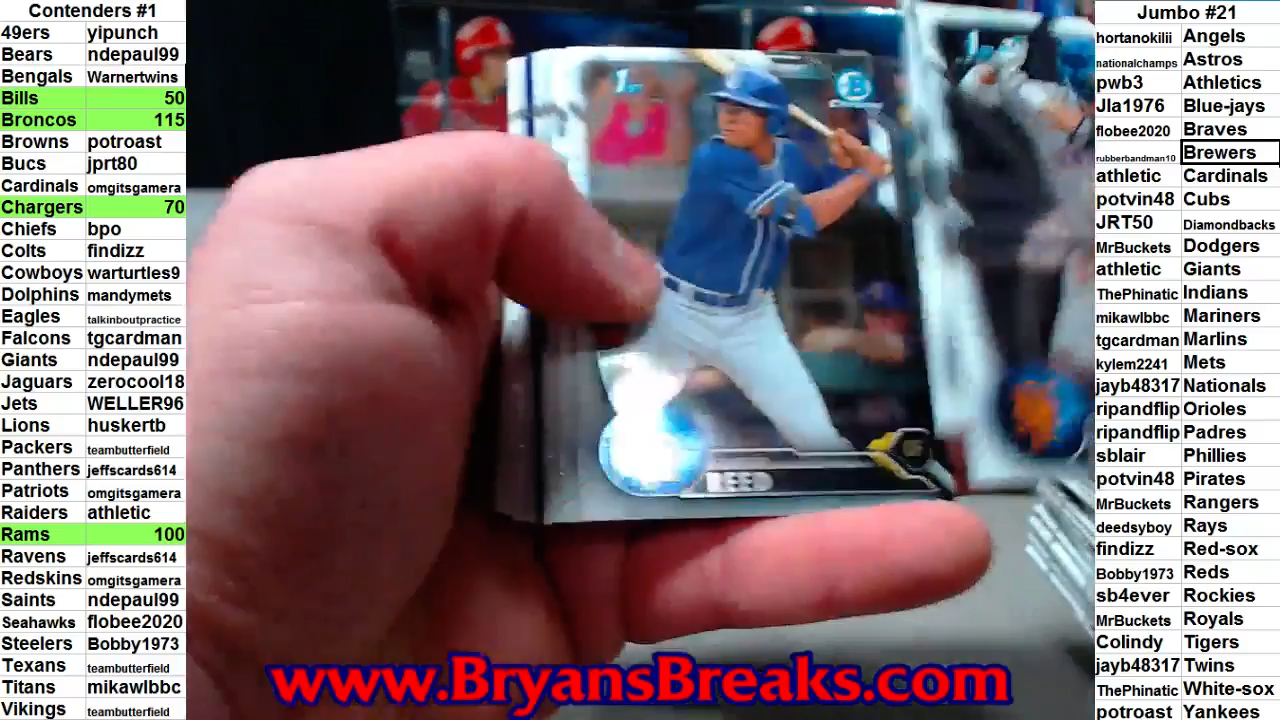 Contenders #1
49ers yipunch
Bears ndepaul99
Bengals Warnertwins
Bills 50
Broncos 115
Browns potroast
Bucs jprt80
Cardinals omgitsgamera
Chargers 70
Chiefs bpo
Colts findizz
Cowboys warturtles9
Dolphins mandymets
Eagles talkinboutpractice
Falcons tgcardman
Giants ndepaul99
Jaguars zerocool18
Jets WELLER96
Lions huskertb
Packers teambutterfield
Panthers jeffscards614
Patriots omgitsgamera
Raiders athletic
Rams 100
Ravens jeffscards614
Redskins omgitsgamera
Saints ndepaul99
Seahawks flobee2020
Steelers Bobby1973
Texans teambutterfield
Titans mikawlbbc
Vikings teambutterfield
1st
B
REED
www.BryansBreaks.com
Jumbo #21
hortanokilii Angels
nationalchamps Astros
pwb3 Athletics
Jla1976 Blue-jays
flobee2020 Braves
rubberbandman10 Brewers
athletic Cardinals
potvin48 Cubs
JRT50 Diamondbacks
MrBuckets Dodgers
athletic Giants
ThePhinatic Indians
mikawlbbc Mariners
tgcardman Marlins
kylem2241 Mets
jayb48317 Nationals
ripandflip Orioles
ripandflip Padres
sblair Phillies
potvin48 Pirates
MrBuckets Rangers
deedsyboy Rays
findizz Red-sox
Bobby1973 Reds
sb4ever Rockies
MrBuckets Royals
Colindy Tigers
jayb48317 Twins
ThePhinatic White-sox
potroast Yankees